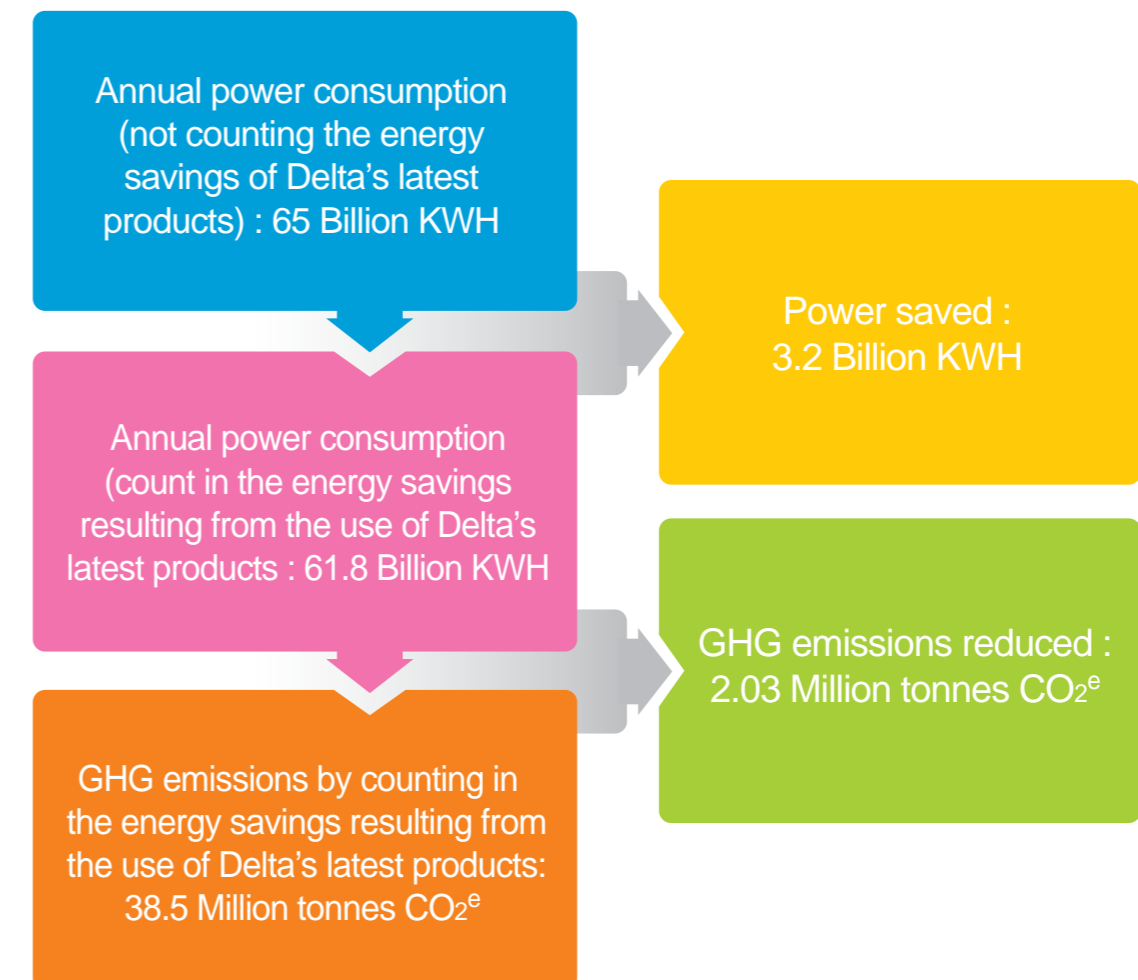 Annual power consumption
(not counting the energy
savings of Delta’s latest
products) : 65 Billion KWH
Power saved :
3.2 Billion KWH
Annual power consumption
(count in the energy savings
resulting from the use of Delta’s
latest products : 61.8 Billion KWH
GHG emissions reduced :
2.03 Million tonnes CO₂ᵉ
GHG emissions by counting in
the energy savings resulting from
the use of Delta’s latest products:
38.5 Million tonnes CO₂ᵉ